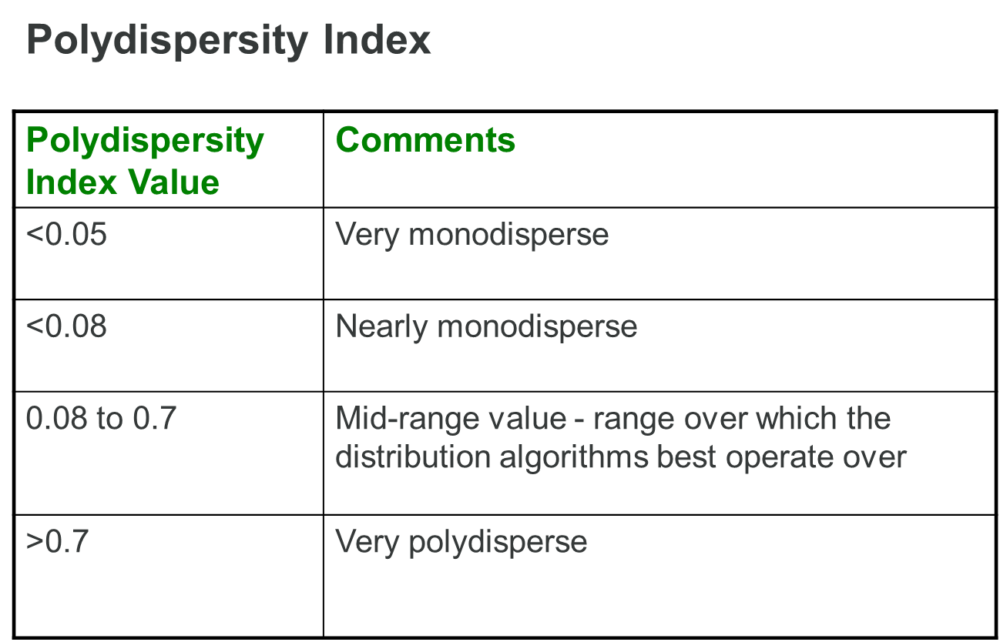 Polydispersity Index
Polydispersity
Index Value
Comments
<0.05
Very monodisperse
<0.08
Nearly monodisperse
0.08 to 0.7
Mid-range value - range over which the
distribution algorithms best operate over
>0.7
Very polydisperse